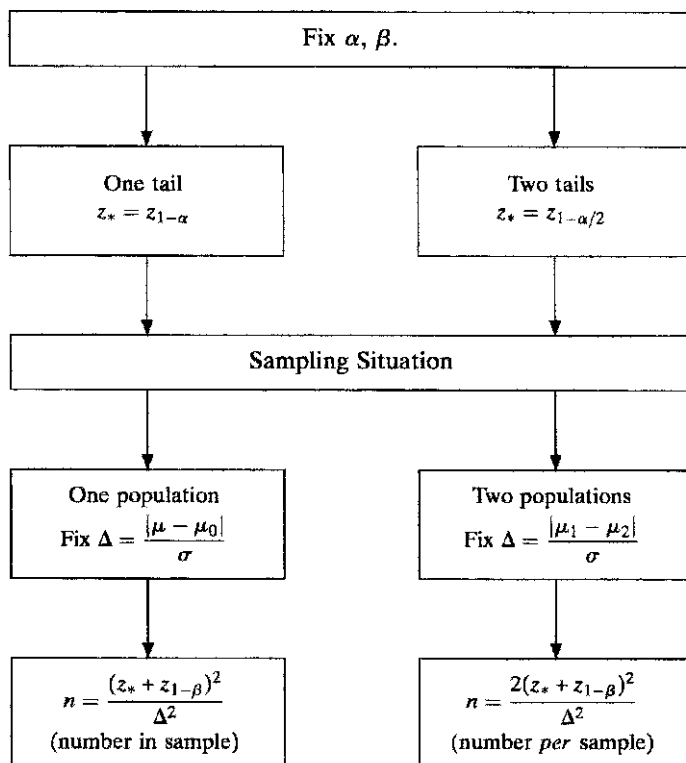 Fix α, β.
One tail
z* = z₁₋α
Two tails
z* = z₁₋α/₂
Sampling Situation
One population
Fix Δ = |μ − μ₀| / σ
Two populations
Fix Δ = |μ₁ − μ₂| / σ
n = (z* + z₁₋β)² / Δ²
(number in sample)
n = 2(z* + z₁₋β)² / Δ²
(number per sample)